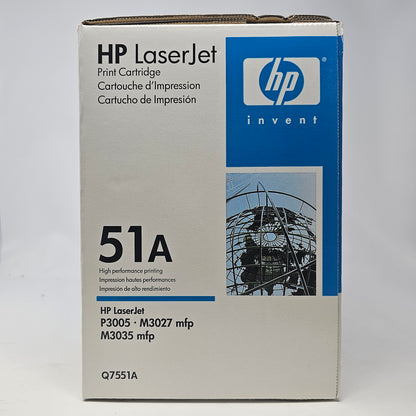 HP LaserJet
Print Cartridge
Cartouche d'Impression
Cartucho de Impresión
hp
invent
51A
High performance printing
Impression hautes performances
Impresión de alto rendimiento
HP LaserJet
P3005 · M3027 mfp
M3035 mfp
Q7551A